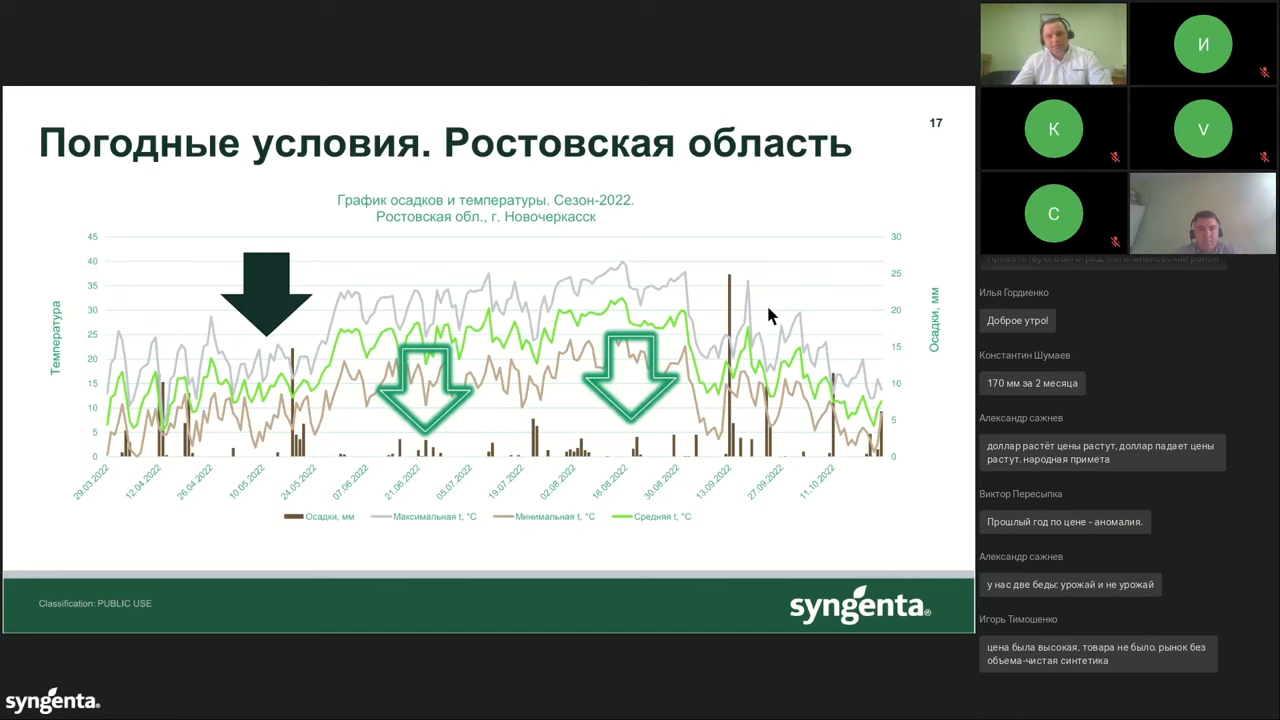 17
Погодные условия. Ростовская область
График осадков и температуры. Сезон-2022.
Ростовская обл., г. Новочеркасск
Температура
45
40
35
30
25
20
15
10
5
0
30
25
20
15
10
5
0
Осадки, мм
29.03.2022
12.04.2022
26.04.2022
10.05.2022
24.05.2022
07.06.2022
21.06.2022
05.07.2022
19.07.2022
02.08.2022
16.08.2022
30.08.2022
13.09.2022
27.09.2022
11.10.2022
Осадки, мм Максимальная t, °C Минимальная t, °C Средняя t, °C
Classification: PUBLIC USE
syngenta®
syngenta®
И
К
V
С
Илья Гордиенко
Доброе утро!
Константин Шумаев
170 мм за 2 месяца
Александр сажнев
доллар растёт цены растут, доллар падает цены
растут. народная примета
Виктор Пересыпка
Прошлый год по цене - аномалия.
Александр сажнев
у нас две беды: урожай и не урожай
Игорь Тимошенко
цена была высокая, товара не было. рынок без
объема-чистая синтетика